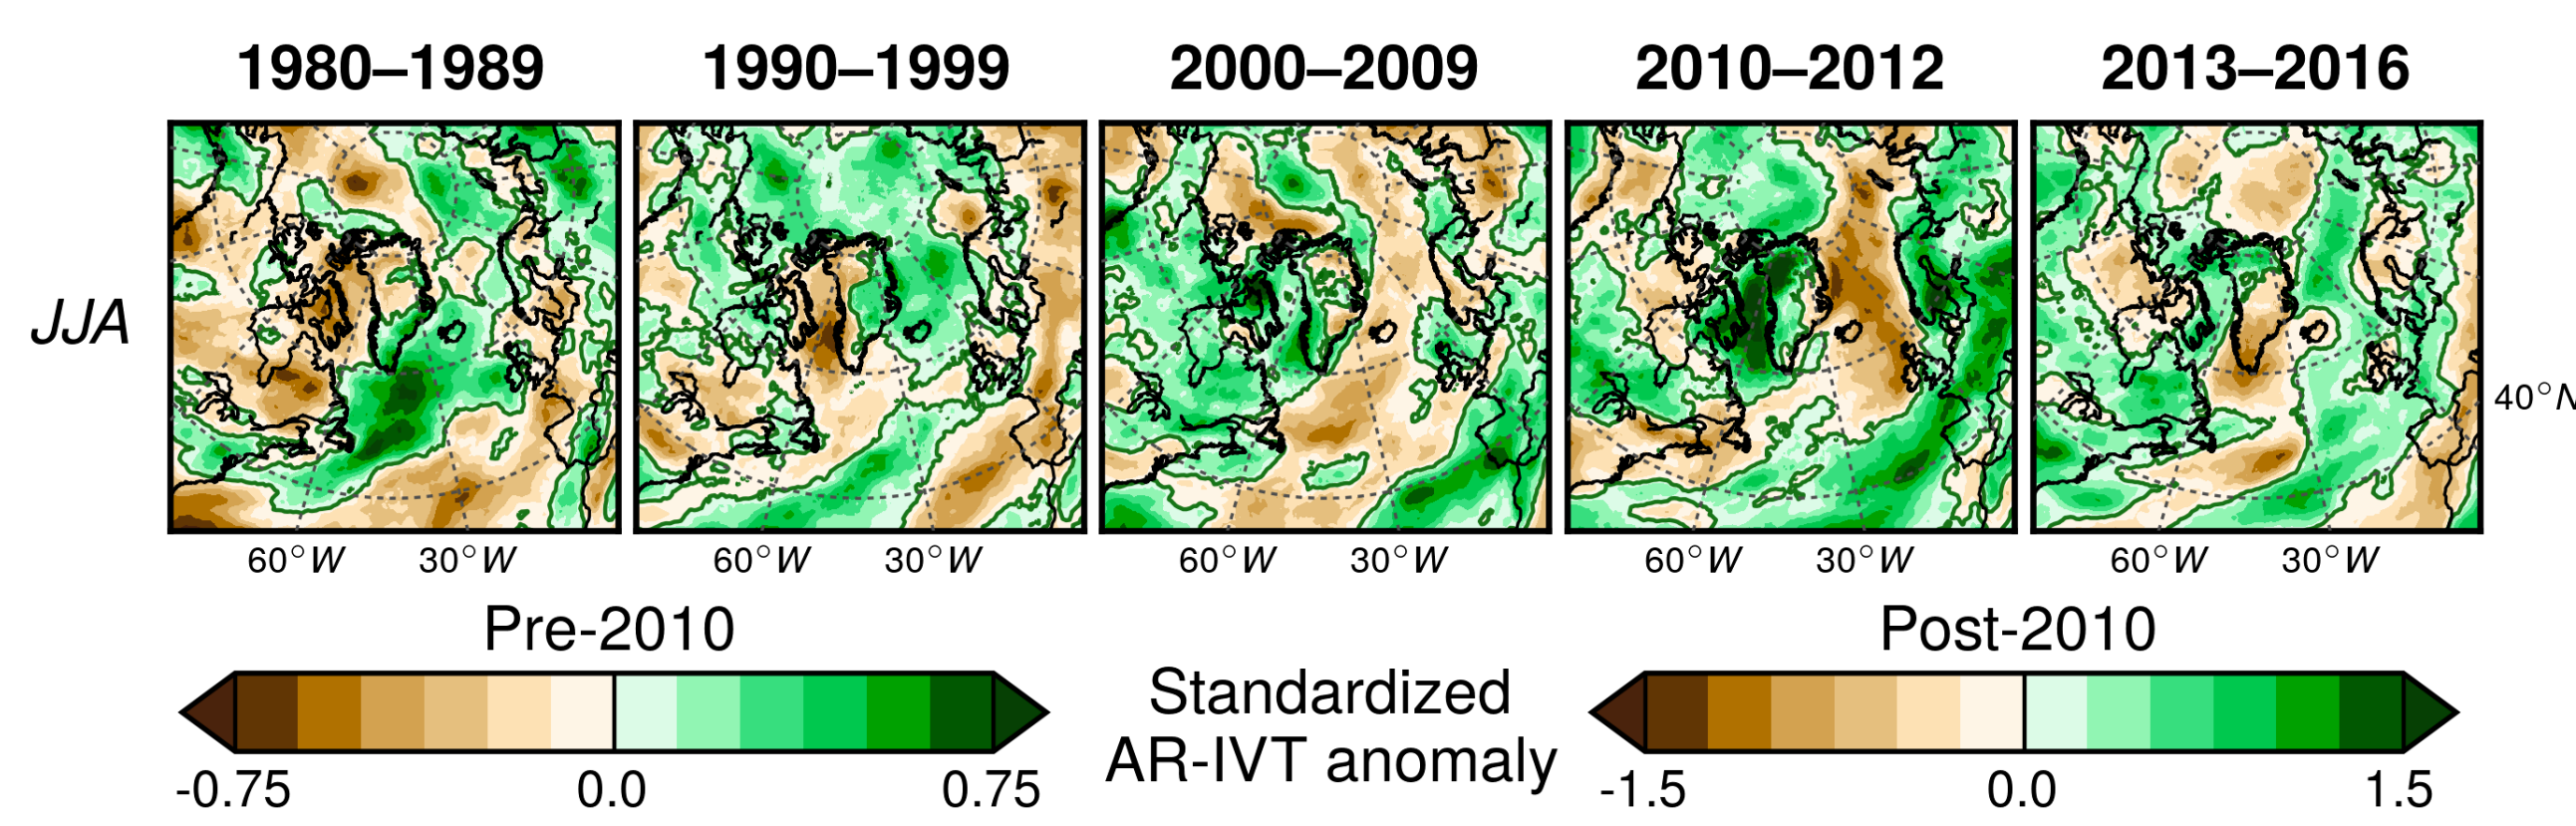 1980–1989 1990–1999 2000–2009 2010–2012 2013–2016
JJA
40°N
60°W 30°W 60°W 30°W 60°W 30°W 60°W 30°W 60°W 30°W
Pre-2010
Post-2010
Standardized
AR-IVT anomaly
-0.75 0.0 0.75
-1.5 0.0 1.5